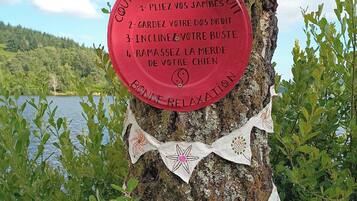 1. PLIEZ VOS JAMBES
2. GARDEZ VOTRE DOS DROIT
3. INCLINEZ VOTRE BUSTE
4. RAMASSEZ LA MERDE
DE VOTRE CHIEN
BONNE RELAXATION